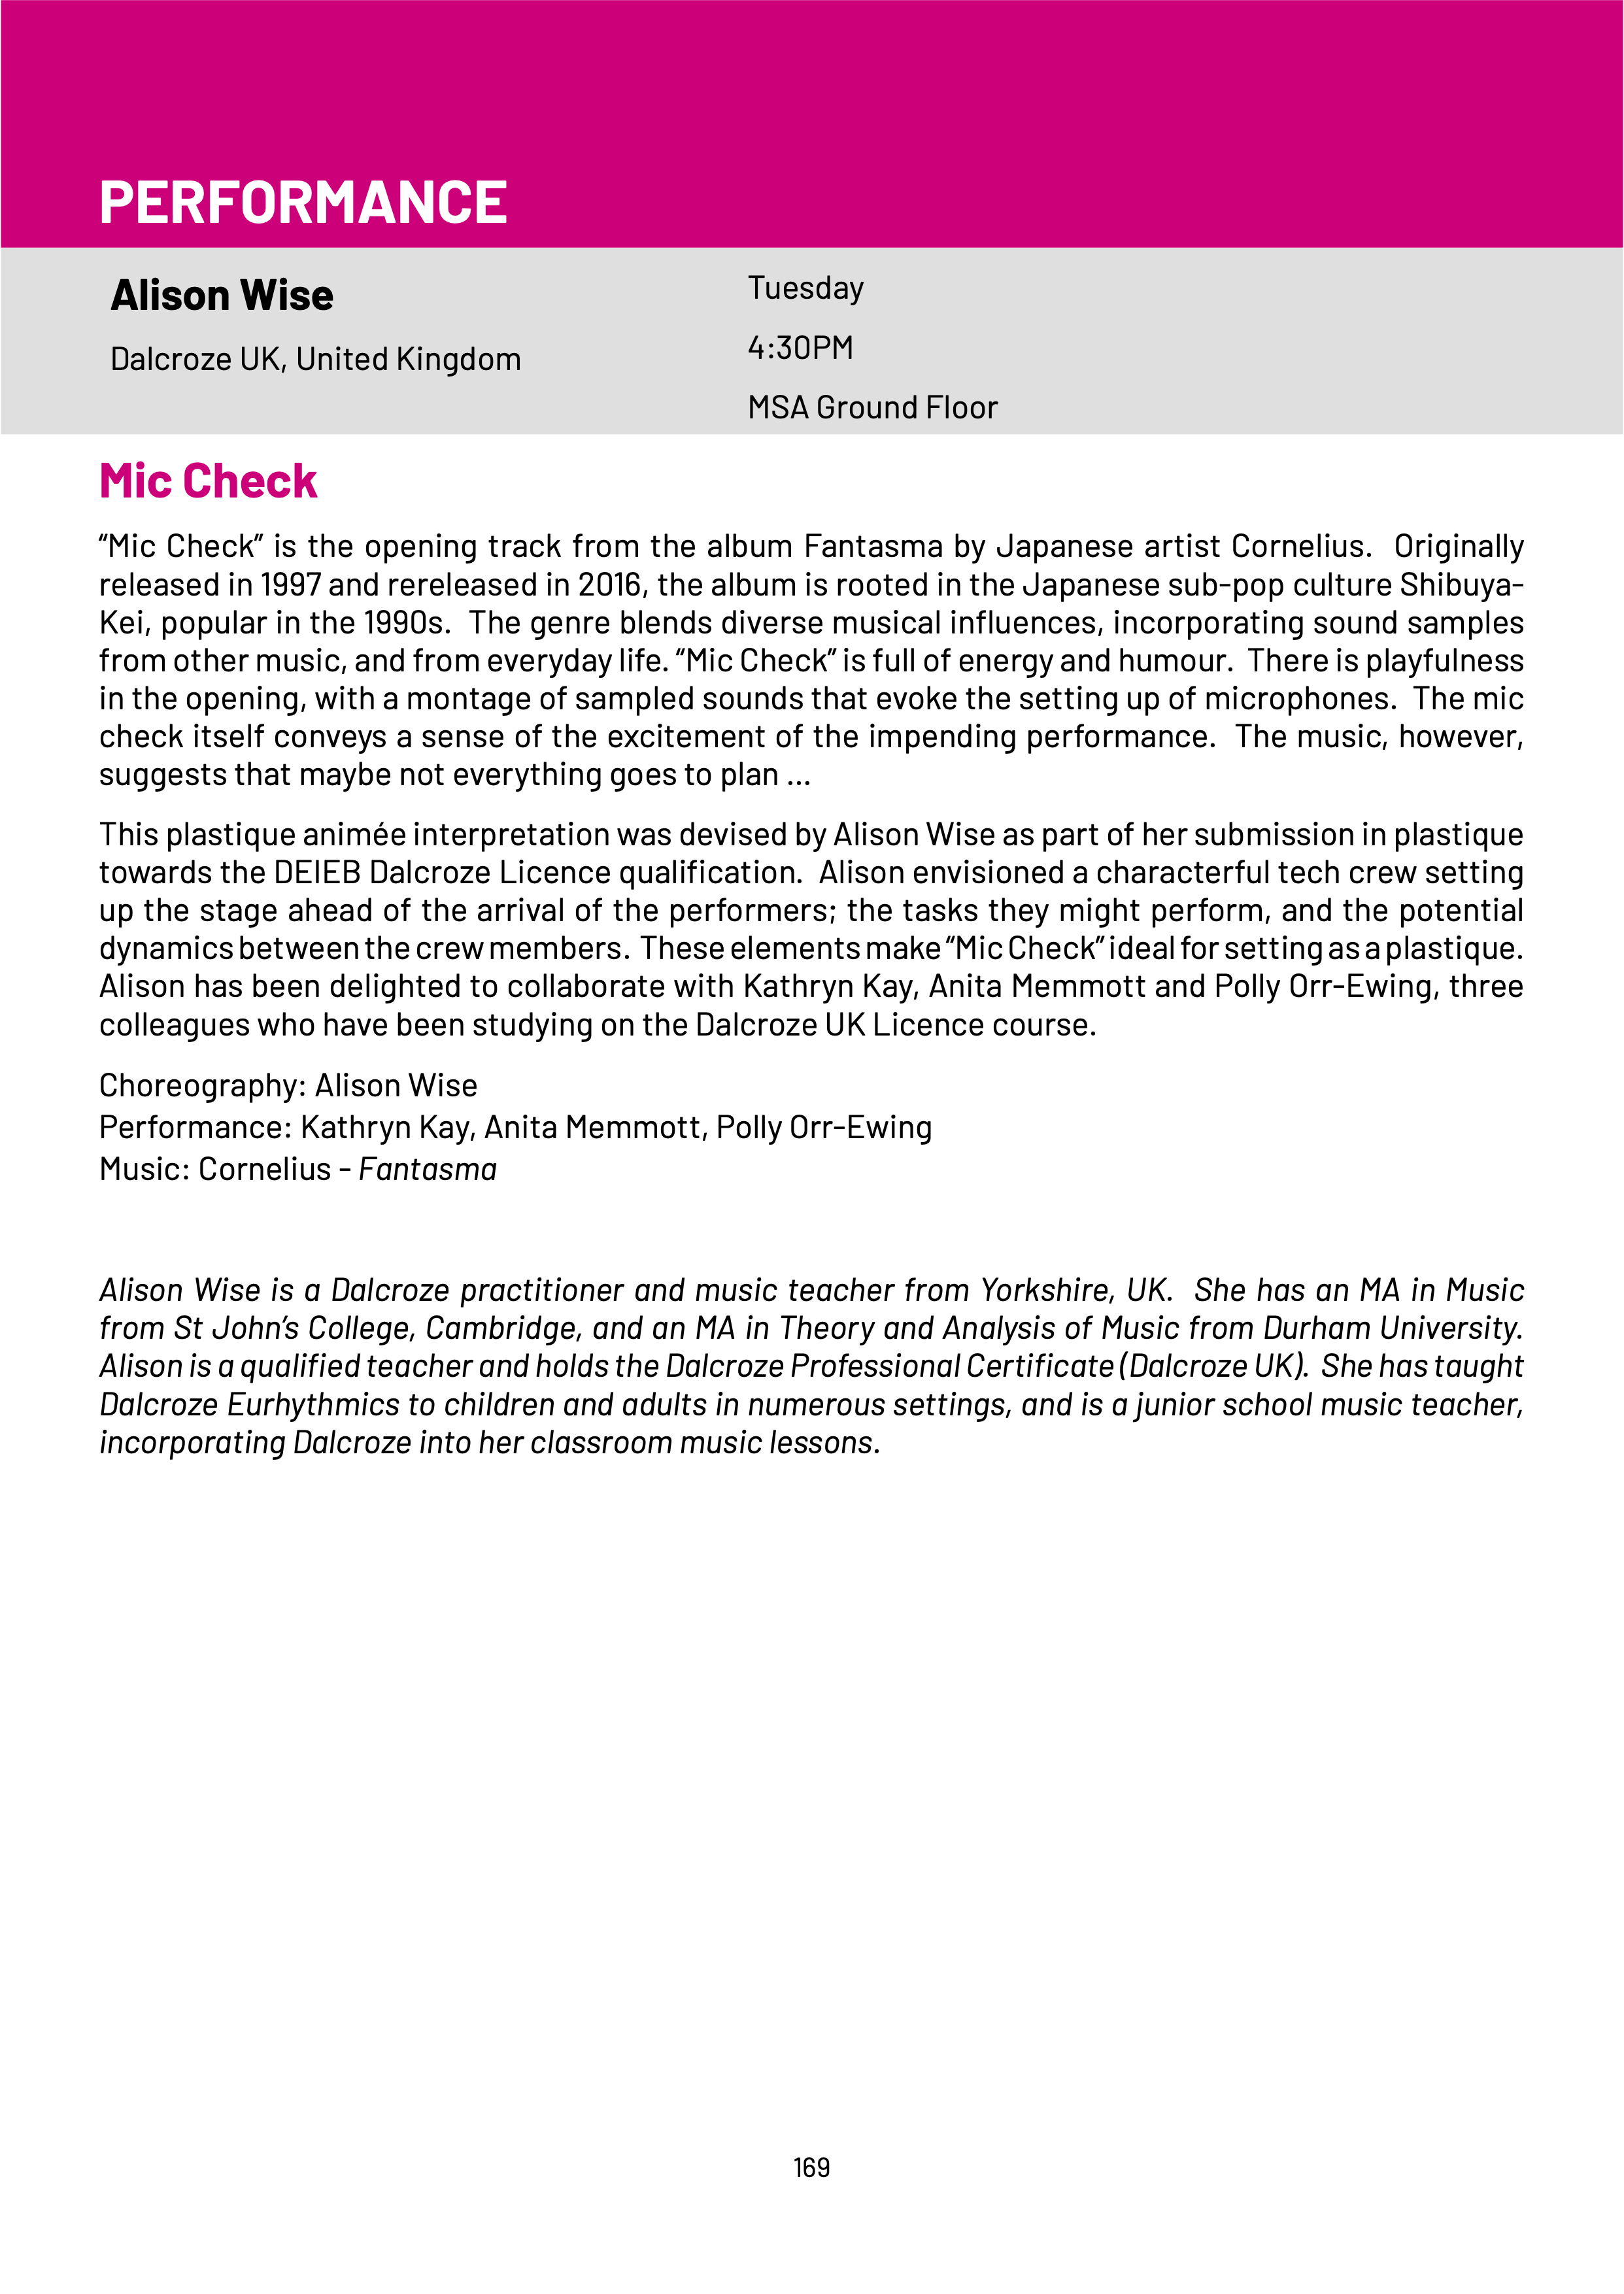 PERFORMANCE
Alison Wise
Dalcroze UK, United Kingdom
Tuesday
4:30PM
MSA Ground Floor
Mic Check
“Mic Check” is the opening track from the album Fantasma by Japanese artist Cornelius.  Originally
released in 1997 and rereleased in 2016, the album is rooted in the Japanese sub-pop culture Shibuya-
Kei, popular in the 1990s.  The genre blends diverse musical influences, incorporating sound samples
from other music, and from everyday life. “Mic Check” is full of energy and humour.  There is playfulness
in the opening, with a montage of sampled sounds that evoke the setting up of microphones.  The mic
check itself conveys a sense of the excitement of the impending performance.  The music, however,
suggests that maybe not everything goes to plan ...
This plastique animée interpretation was devised by Alison Wise as part of her submission in plastique
towards the DEIEB Dalcroze Licence qualification.  Alison envisioned a characterful tech crew setting
up the stage ahead of the arrival of the performers; the tasks they might perform, and the potential
dynamics between the crew members.  These elements make “Mic Check” ideal for setting as a plastique.
Alison has been delighted to collaborate with Kathryn Kay, Anita Memmott and Polly Orr-Ewing, three
colleagues who have been studying on the Dalcroze UK Licence course.
Choreography: Alison Wise
Performance: Kathryn Kay, Anita Memmott, Polly Orr-Ewing
Music: Cornelius - Fantasma
Alison Wise is a Dalcroze practitioner and music teacher from Yorkshire, UK.  She has an MA in Music
from St John’s College, Cambridge, and an MA in Theory and Analysis of Music from Durham University.
Alison is a qualified teacher and holds the Dalcroze Professional Certificate (Dalcroze UK).  She has taught
Dalcroze Eurhythmics to children and adults in numerous settings, and is a junior school music teacher,
incorporating Dalcroze into her classroom music lessons.
169